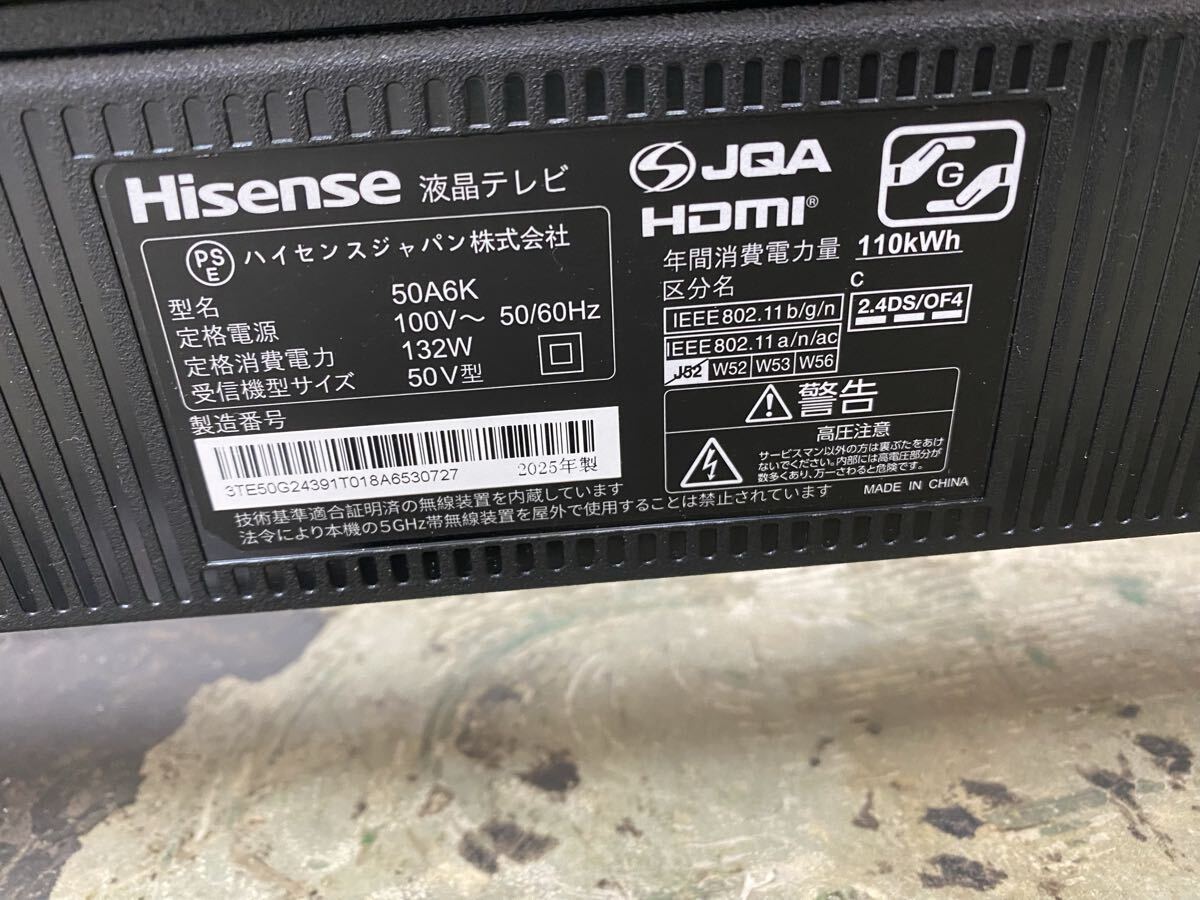 Hisense 液晶テレビ
PSE ハイセンスジャパン株式会社
型名 50A6K
定格電源 100V～ 50/60Hz
定格消費電力 132W
受信機型サイズ 50V型
製造番号
3TE50G24391T018A6530727 2025年製
技術基準適合証明済の無線装置を内蔵しています
法令により本機の5GHz帯無線装置を屋外で使用することは禁止されています
S JQA
HDMI®
G
年間消費電力量 110kWh
区分名 C
IEEE802.11b/g/n
2.4DS/OF4
IEEE802.11a/n/ac
J52 W52 W53 W56
警告
高圧注意
サービスマン以外の方は裏ぶたをあけ
ないでください。内部には高電圧部分が
数多くあり、万一さわると危険です。
MADE IN CHINA